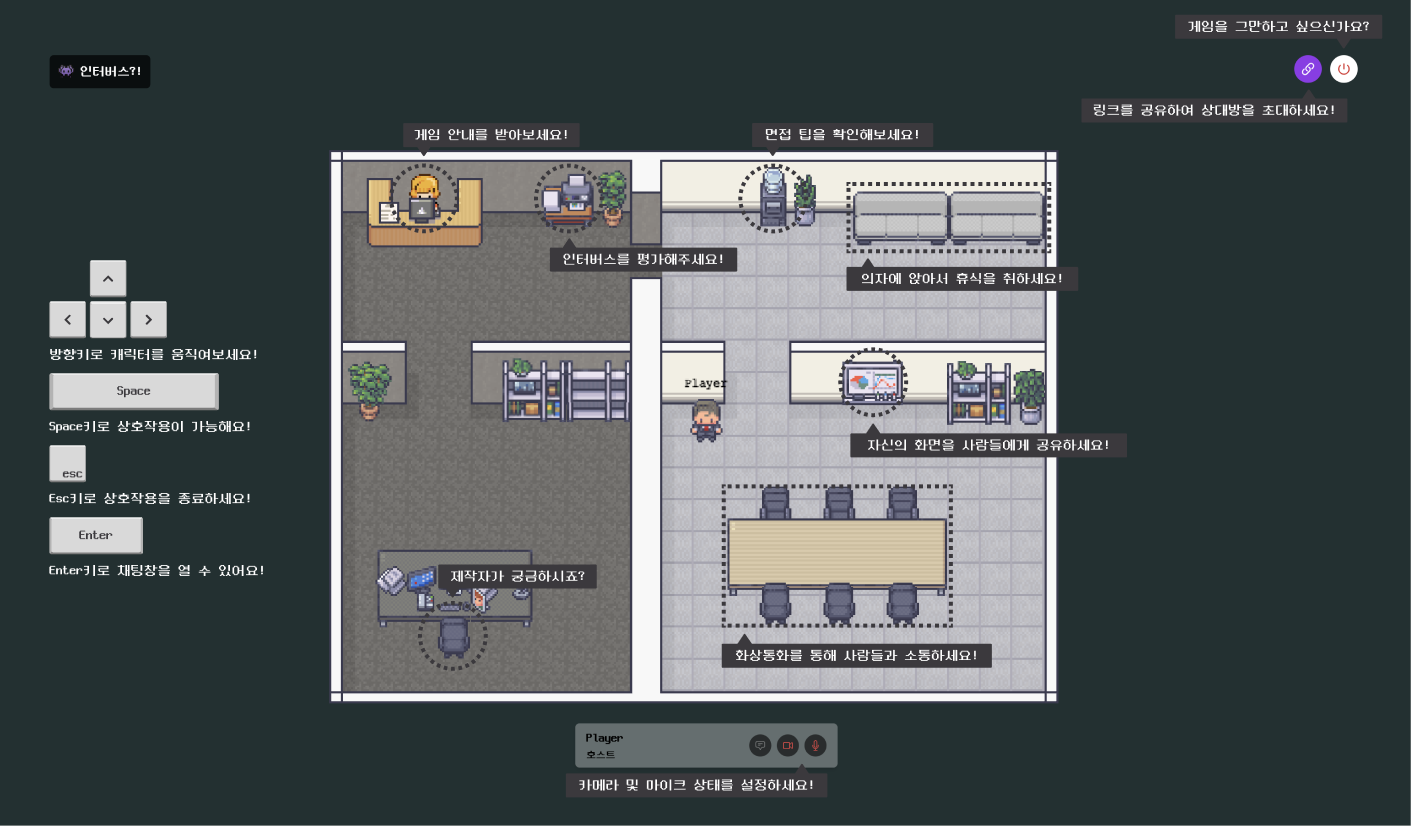 게임을 그만하고 싶으신가요?
인터버스?!
링크를 공유하여 상대방을 초대하세요!
게임 안내를 받아보세요!
면접 팁을 확인해보세요!
인터버스를 평가해주세요!
의자에 앉아서 휴식을 취하세요!
방향키로 캐릭터를 움직여보세요!
Space
Space키로 상호작용이 가능해요!
esc
Esc키로 상호작용을 종료하세요!
Enter
Enter키로 채팅창을 열 수 있어요!
Player
자신의 화면을 사람들에게 공유하세요!
제작자가 궁금하시죠?
화상통화를 통해 사람들과 소통하세요!
Player
호스트
카메라 및 마이크 상태를 설정하세요!